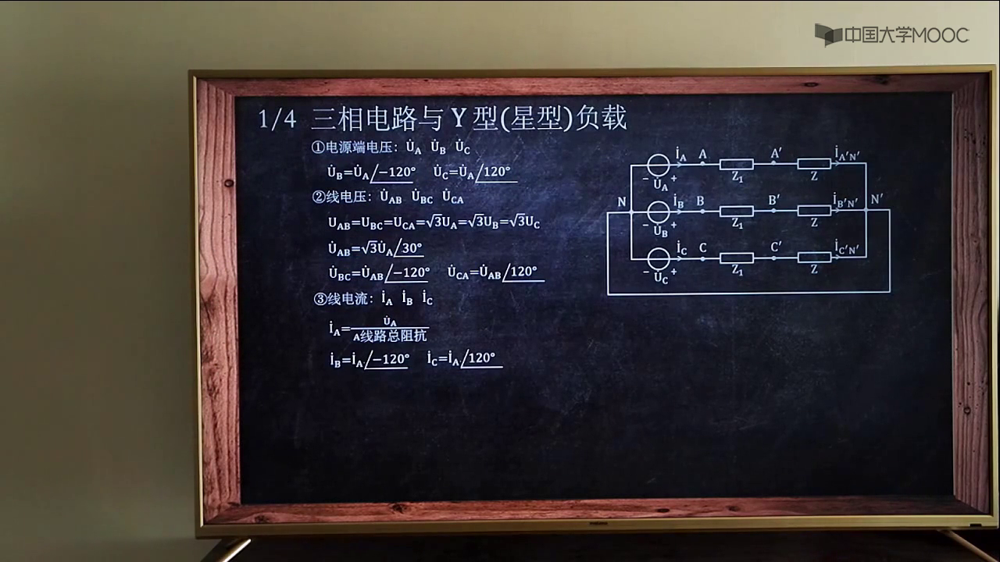 中国大学MOOC
1/4 三相电路与 Y 型(星型)负载
①电源端电压：U̇A U̇B U̇C
U̇B=U̇A/−120° U̇C=U̇A/120°
②线电压：U̇AB U̇BC U̇CA
UAB=UBC=UCA=√3UA=√3UB=√3UC
U̇AB=√3U̇A/30°
U̇BC=U̇AB/−120° U̇CA=U̇AB/120°
③线电流：İA İB İC
İA=U̇A/A线路总阻抗
İB=İA/−120° İC=İA/120°
İA A A′ İA′N′
− U̇A + Z1 Z
N İB B B′ İB′N′ N′
− U̇B + Z1 Z
İC C C′ İC′N′
− U̇C + Z1 Z